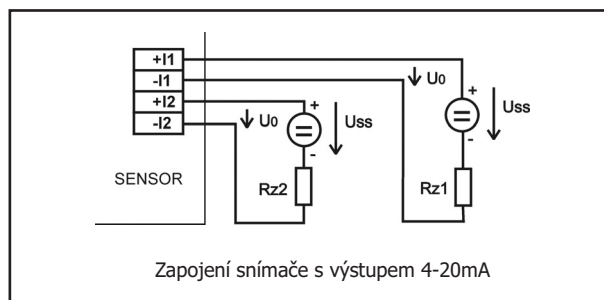 +I1
-I1
+I2
-I2
SENSOR
U0
+
-
Uss
Rz2
U0
+
-
Uss
Rz1
Zapojení snímače s výstupem 4-20mA